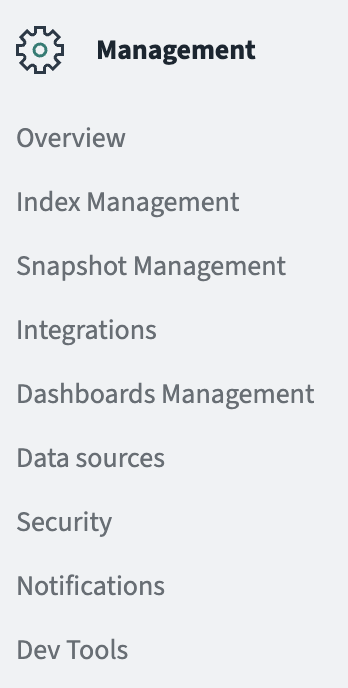 Management
Overview
Index Management
Snapshot Management
Integrations
Dashboards Management
Data sources
Security
Notifications
Dev Tools